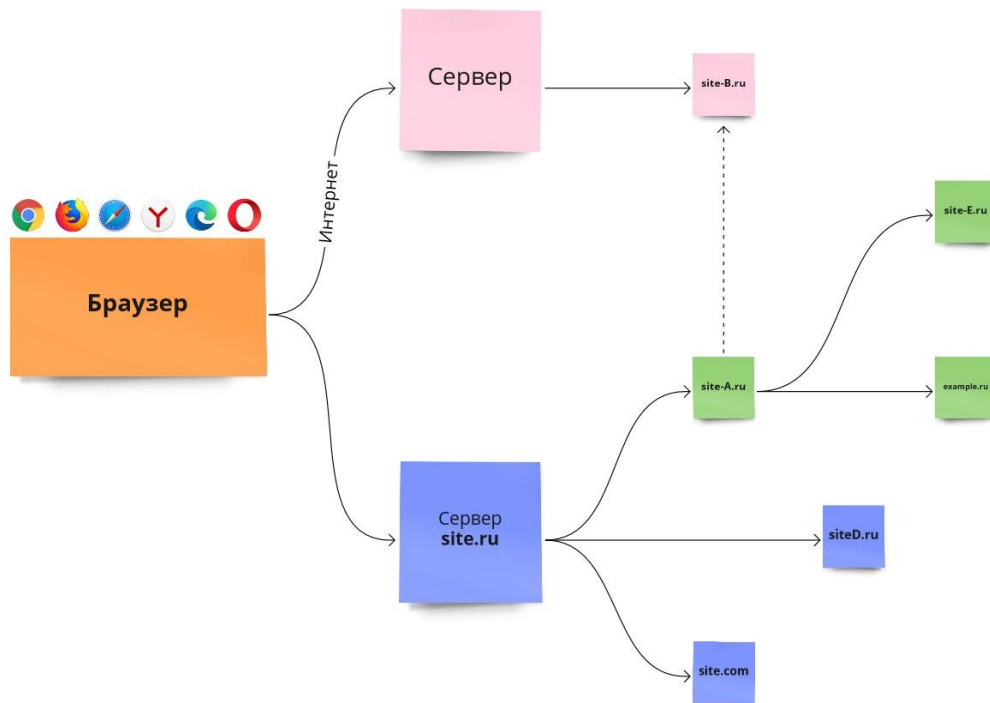 Сервер
site-B.ru
Интернет
site-E.ru
Браузер
site-A.ru
example.ru
Сервер
site.ru
siteD.ru
site.com